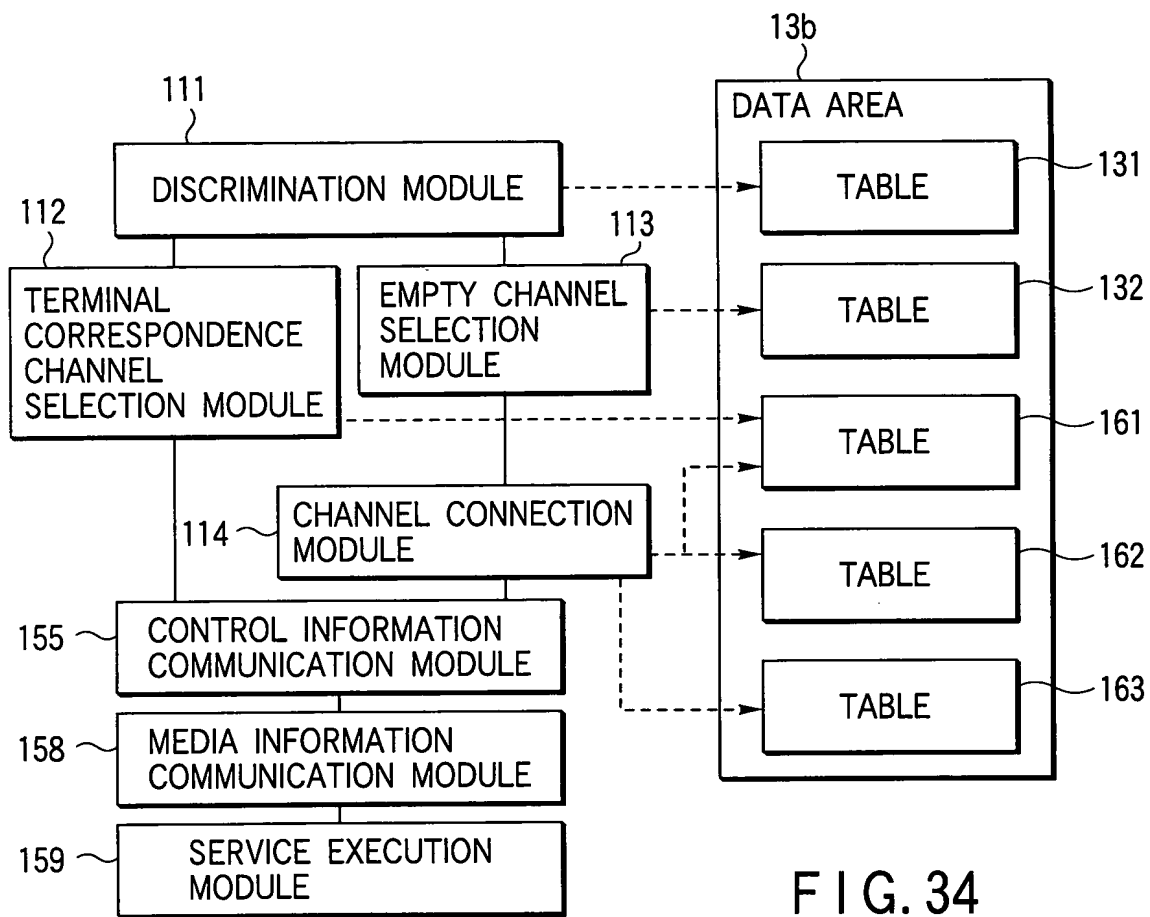 13b
DATA AREA
111
DISCRIMINATION MODULE
TABLE
131
112
TERMINAL
CORRESPONDENCE
CHANNEL
SELECTION MODULE
113
EMPTY CHANNEL
SELECTION
MODULE
TABLE
132
TABLE
161
114
CHANNEL CONNECTION
MODULE
TABLE
162
155
CONTROL INFORMATION
COMMUNICATION MODULE
TABLE
163
158
MEDIA INFORMATION
COMMUNICATION MODULE
159
SERVICE EXECUTION
MODULE
FIG. 34